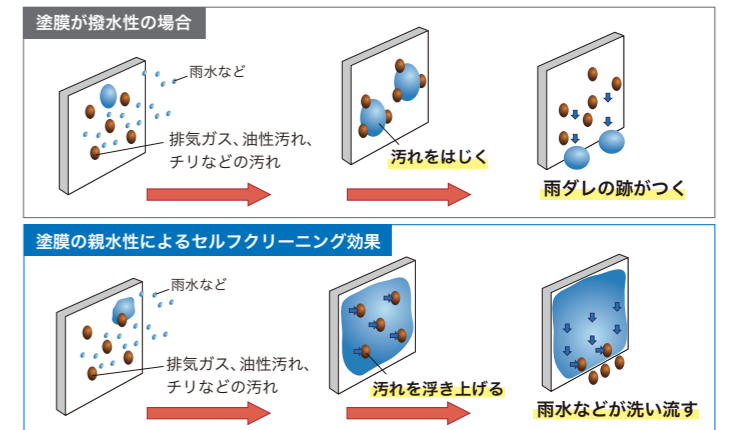 塗膜が撥水性の場合
雨水など
排気ガス、油性汚れ、
チリなどの汚れ
汚れをはじく
雨ダレの跡がつく
塗膜の親水性によるセルフクリーニング効果
雨水など
排気ガス、油性汚れ、
チリなどの汚れ
汚れを浮き上げる
雨水などが洗い流す